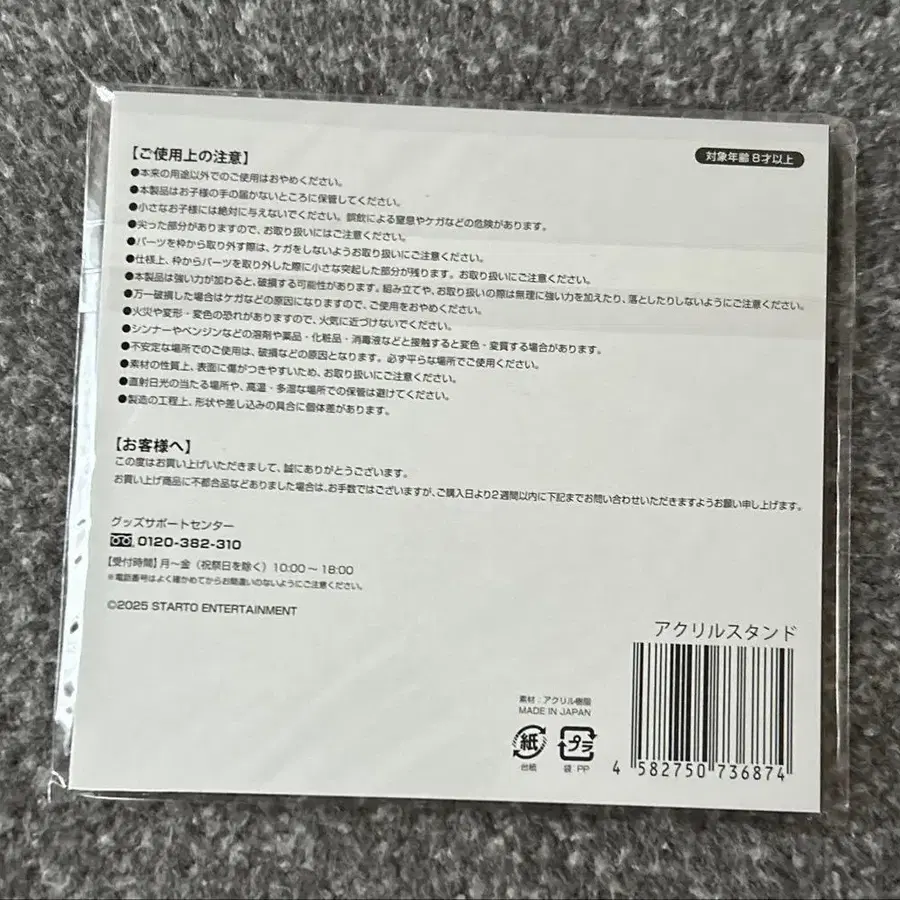 【ご使用上の注意】
対象年齢8才以上
●本来の用途以外でのご使用はおやめください。
●本製品はお子様の手の届かないところに保管してください。
●小さなお子様には絶対に与えないでください。誤飲による窒息やケガなどの危険があります。
●尖った部分がありますので、お取り扱いにはご注意ください。
●パーツを枠から取り外す際は、ケガをしないようお取り扱いにご注意ください。
●仕様上、枠からパーツを取り外した際に小さな突起した部分が残ります。お取り扱いにご注意ください。
●本製品は強い力が加わると、破損する可能性があります。組み立てや、お取り扱いの際は無理に強い力を加えたり、落としたりしないようにご注意ください。
●万一破損した場合はケガなどの原因になりますので、ご使用をおやめください。
●火災や変形・変色の恐れがありますので、火気に近づけないでください。
●シンナーやベンジンなどの溶剤や薬品・化粧品・消毒液などと接触すると変色・変質する場合があります。
●不安定な場所でのご使用は、破損などの原因となります。必ず平らな場所でご使用ください。
●素材の性質上、表面に傷がつきやすいため、お取り扱いにご注意ください。
●直射日光の当たる場所や、高温・多湿な場所での保管は避けてください。
●製造の工程上、形状や差し込みの具合に個体差があります。
【お客様へ】
この度はお買い上げいただきまして、誠にありがとうございます。
お買い上げ商品に不都合品などありました場合は、お手数ではございますが、ご購入日より2週間以内に下記までお問い合わせいただきますようお願い申し上げます。
グッズサポートセンター
0120-382-310
【受付時間】月～金（祝祭日を除く）10:00～18:00
※電話番号はよく確かめてからお間違いのないようにご注意ください。
©2025 STARTO ENTERTAINMENT
アクリルスタンド
素材：アクリル樹脂
MADE IN JAPAN
紙 プラ
台紙 袋：PP
4 582750 736874